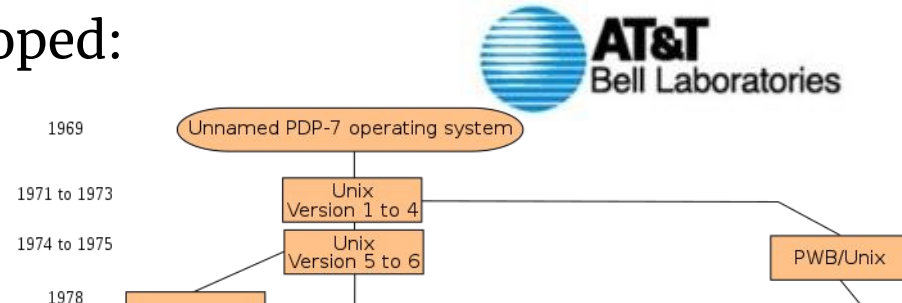 oped:
AT&T
Bell Laboratories
1969
Unnamed PDP-7 operating system
1971 to 1973
Unix
Version 1 to 4
1974 to 1975
Unix
Version 5 to 6
PWB/Unix
1978